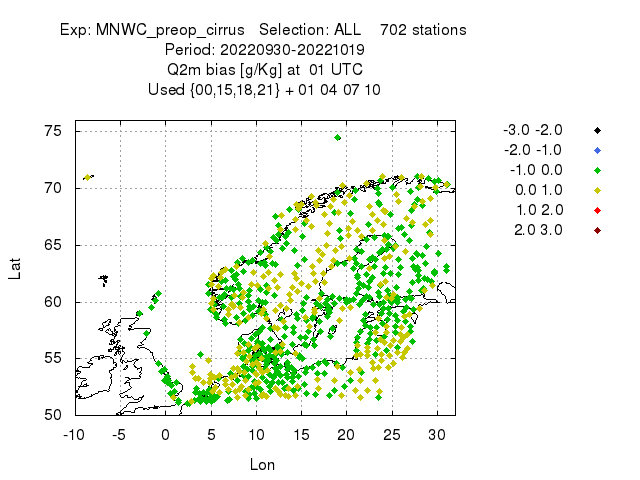 Exp: MNWC_preop_cirrus Selection: ALL 702 stations
Period: 20220930-20221019
Q2m bias [g/Kg] at 01 UTC
Used {00,15,18,21} + 01 04 07 10
-3.0 -2.0
-2.0 -1.0
-1.0 0.0
0.0 1.0
1.0 2.0
2.0 3.0
Lat
75
70
65
60
55
50
-10 -5 0 5 10 15 20 25 30
Lon